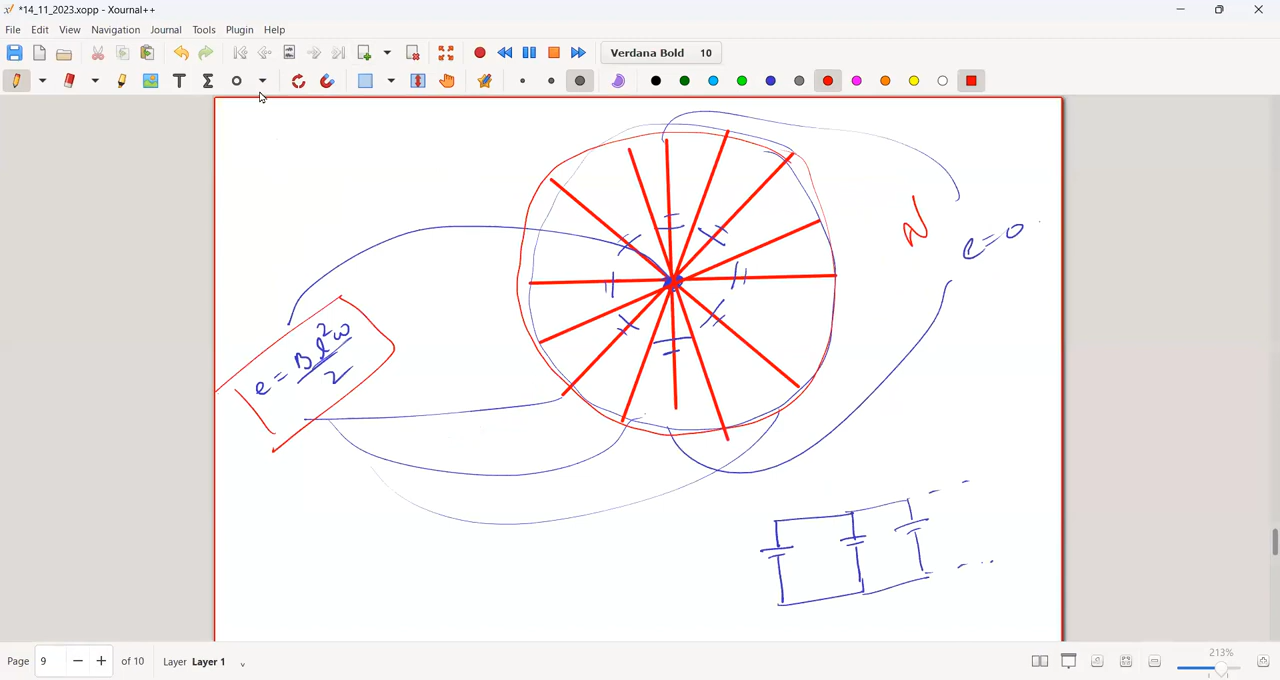 *14_11_2023.xopp - Xournal++
File Edit View Navigation Journal Tools Plugin Help
Verdana Bold 10
N
e=0
e = Bl²ω/2
Page 9 of 10 Layer Layer 1
213%